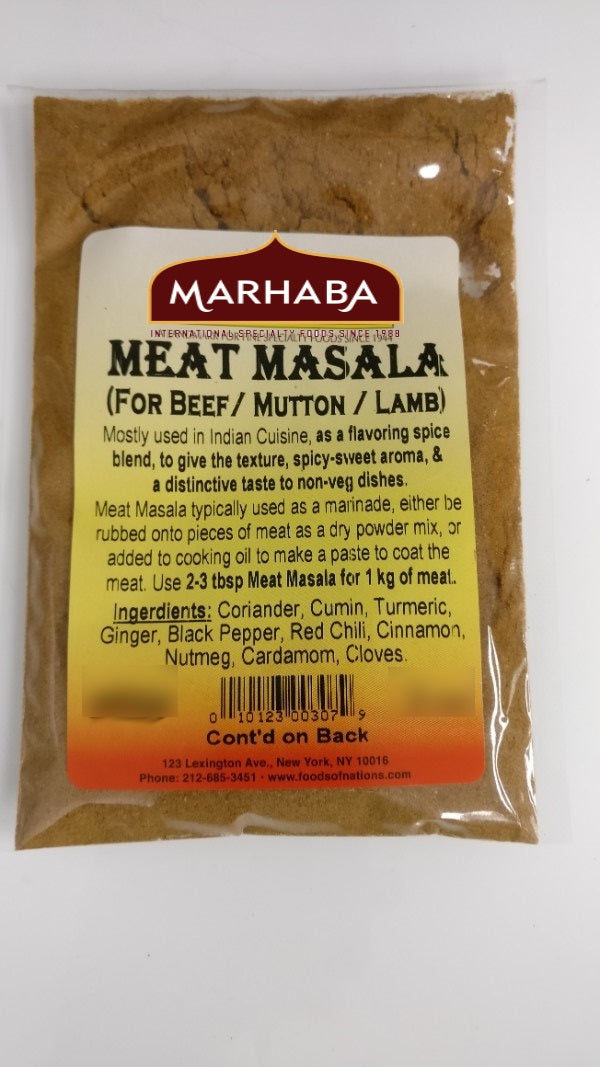 MARHABA
INTERNATIONAL SPECIALTY FOODS SINCE 1988
SPECIALTY FOODS SINCE 1944
MEAT MASALA
(FOR BEEF/ MUTTON / LAMB)
Mostly used in Indian Cuisine, as a flavoring spice
blend, to give the texture, spicy-sweet aroma, &
a distinctive taste to non-veg dishes.
Meat Masala typically used as a marinade, either be
rubbed onto pieces of meat as a dry powder mix, or
added to cooking oil to make a paste to coat the
meat. Use 2-3 tbsp Meat Masala for 1 kg of meat.
Ingerdients: Coriander, Cumin, Turmeric,
Ginger, Black Pepper, Red Chili, Cinnamon,
Nutmeg, Cardamom, Cloves.
0 10123 00307 9
Cont'd on Back
123 Lexington Ave., New York, NY 10016
Phone: 212-685-3451 · www.foodsofnations.com